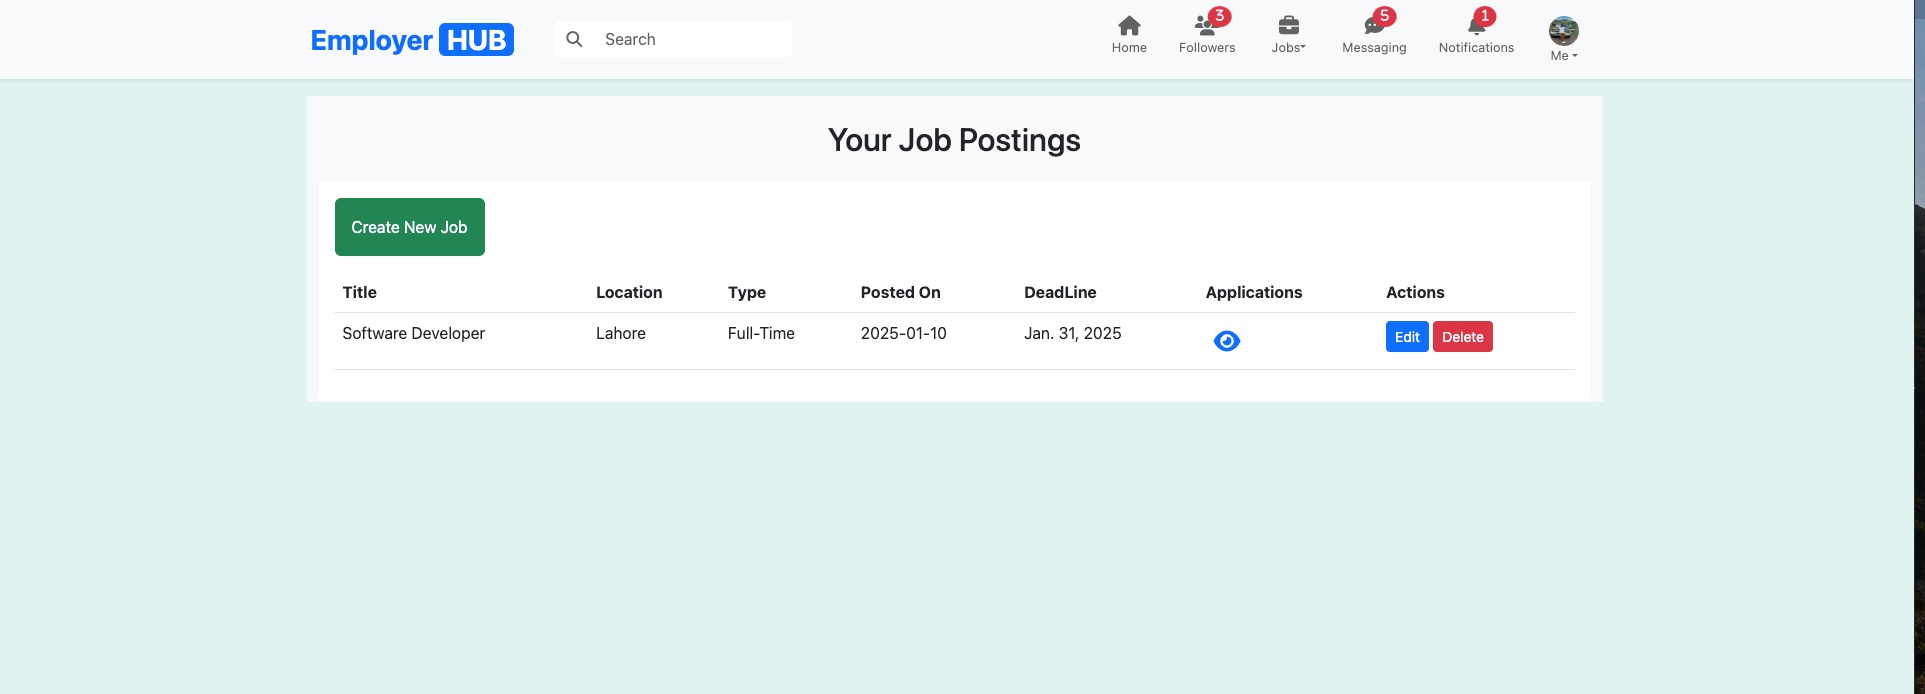 Employer HUB
Search
3
5
1
Home
Followers
Jobs
Messaging
Notifications
Me
Your Job Postings
Create New Job
Title Location Type Posted On DeadLine Applications Actions
Software Developer Lahore Full-Time 2025-01-10 Jan. 31, 2025 Edit Delete